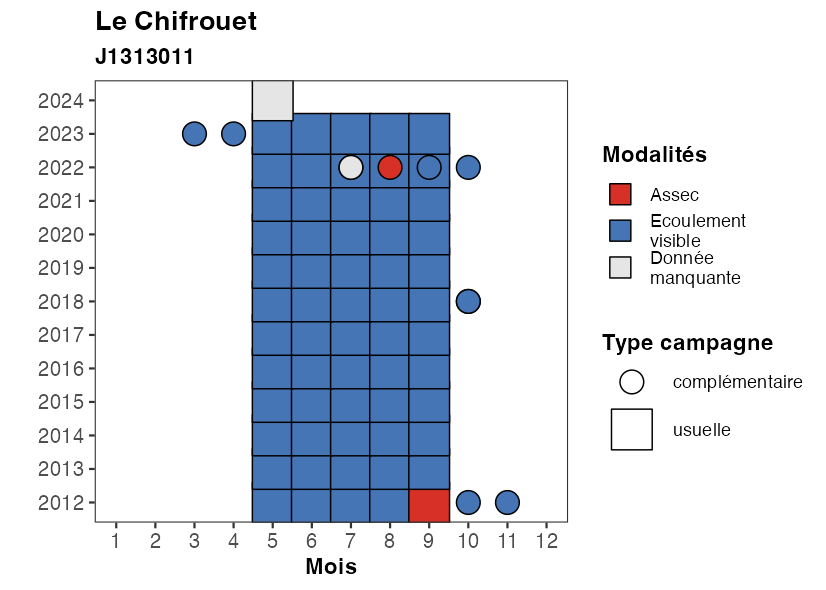 Le Chifrouet
J1313011
2024
2023
2022
2021
2020
2019
2018
2017
2016
2015
2014
2013
2012
1 2 3 4 5 6 7 8 9 10 11 12
Mois
Modalités
Assec
Ecoulement
visible
Donnée
manquante
Type campagne
complémentaire
usuelle